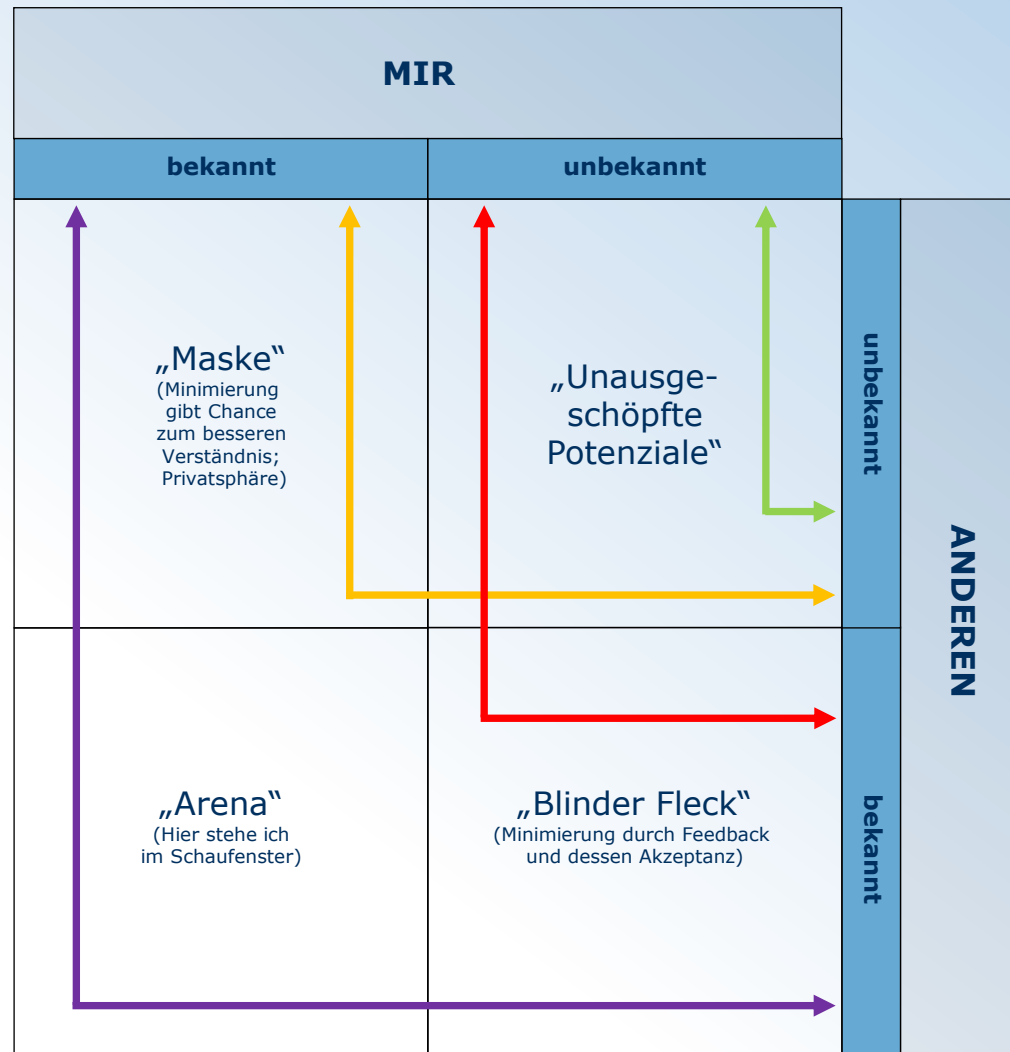 MIR
bekannt
unbekannt
„Maske“
(Minimierung
gibt Chance
zum besseren
Verständnis;
Privatsphäre)
„Unausge-
schöpfte
Potenziale“
unbekannt
ANDEREN
„Arena“
(Hier stehe ich
im Schaufenster)
„Blinder Fleck“
(Minimierung durch Feedback
und dessen Akzeptanz)
bekannt